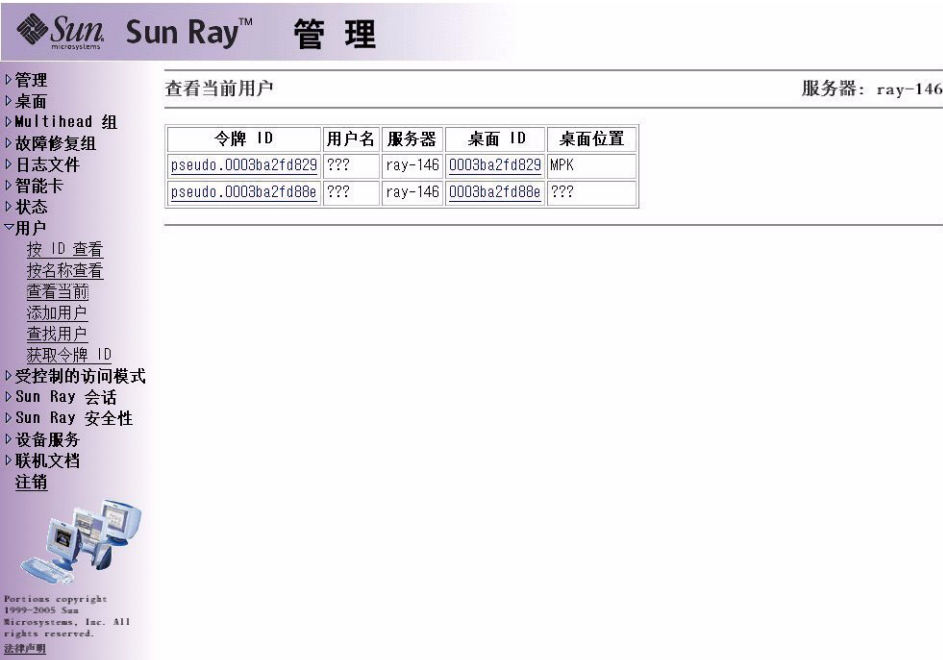 Sun
microsystems
Sun Ray™ 管 理
管理
桌面
Multihead 组
故障修复组
日志文件
智能卡
状态
用户
按 ID 查看
按名称查看
查看当前
添加用户
查找用户
获取令牌 ID
受控制的访问模式
Sun Ray 会话
Sun Ray 安全性
设备服务
联机文档
注销
Portions copyright
1999-2005 Sun
Microsystems, Inc. All
rights reserved.
法律声明
查看当前用户 服务器: ray-146
令牌 ID 用户名 服务器 桌面 ID 桌面位置
pseudo.0003ba2fd829 ??? ray-146 0003ba2fd829 MPK
pseudo.0003ba2fd88e ??? ray-146 0003ba2fd88e ???